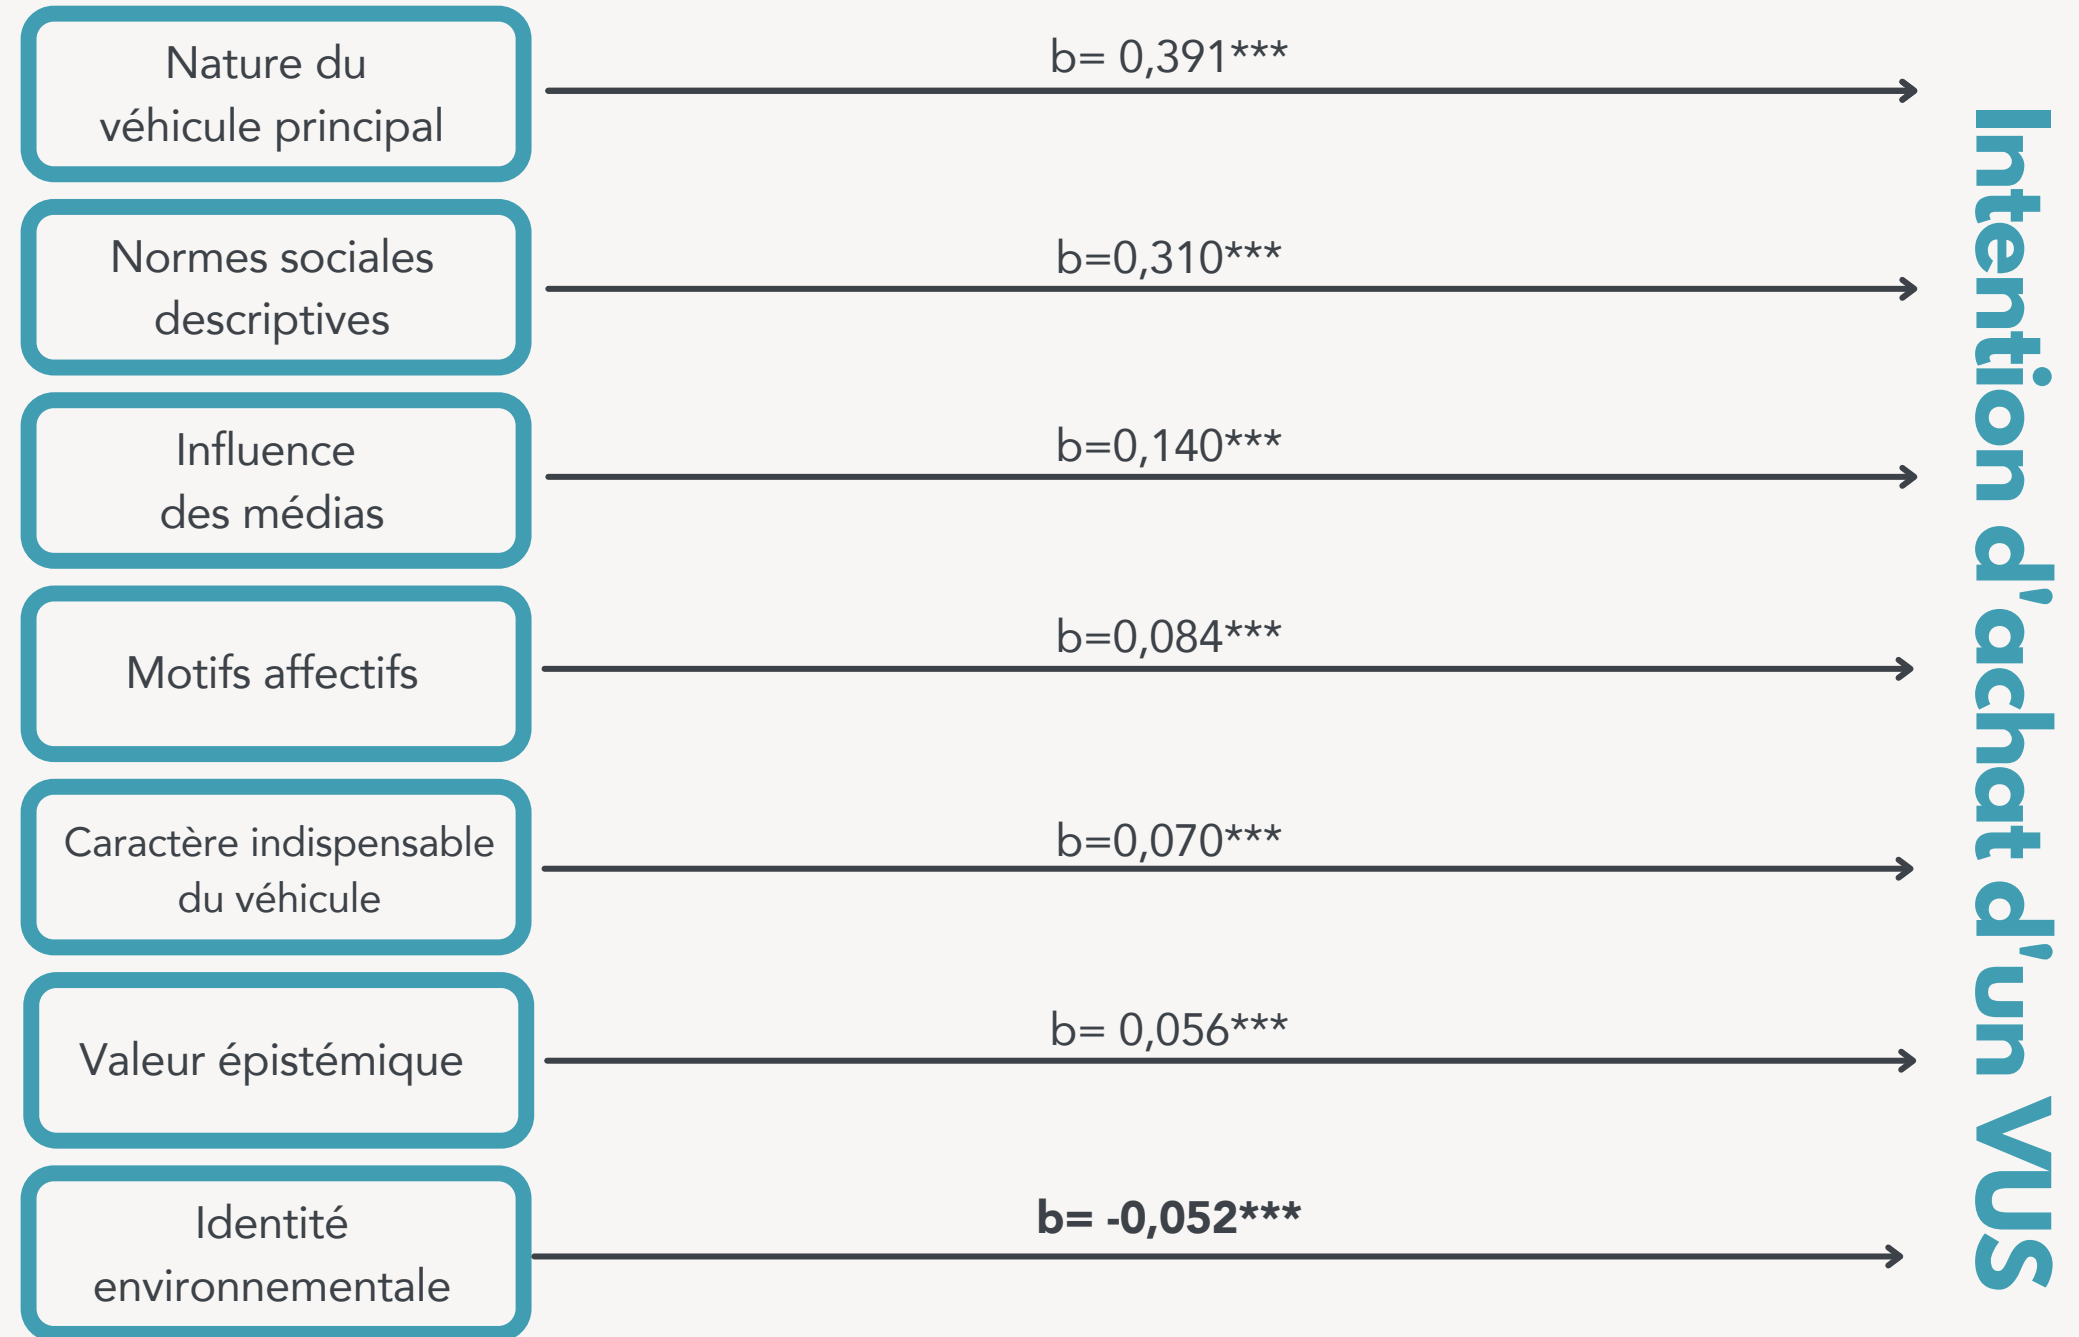 Nature du
véhicule principal
b= 0,391***
Normes sociales
descriptives
b=0,310***
Influence
des médias
b=0,140***
Motifs affectifs
b=0,084***
Caractère indispensable
du véhicule
b=0,070***
Valeur épistémique
b= 0,056***
Identité
environnementale
b= -0,052***
Intention d'achat d'un VUS